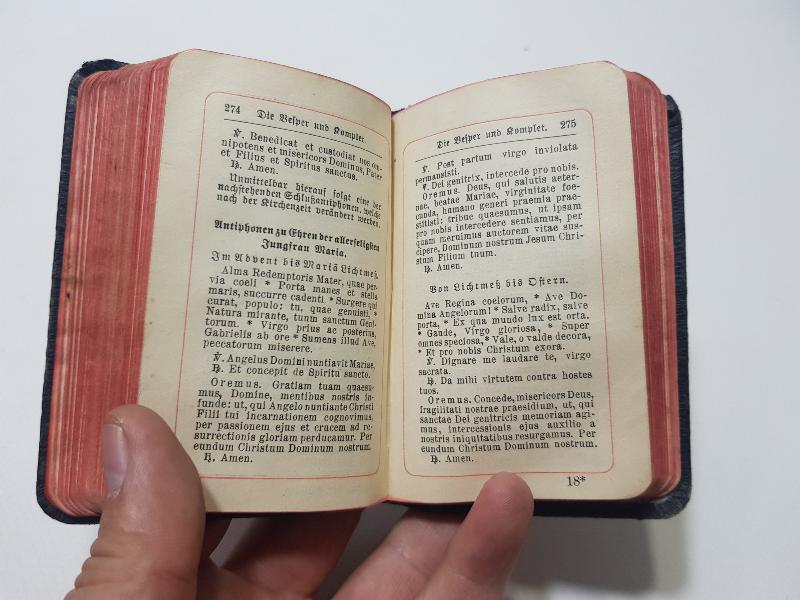 274 Die Vesper und Komplet.
℣. Benedicat et custodiat nos om-
nipotens et misericors Dominus, Pater
et Filius et Spiritus sanctus.
℟. Amen.
Unmittelbar hierauf folgt eine der
nachstehenden Schlußantiphonen, welche
nach der Kirchenzeit verändert werden.
Antiphonen zu Ehren der allerseligsten
Jungfrau Maria.
Im Advent bis Mariä Lichtmeß.
Alma Redemptoris Mater, quae per-
via coeli * Porta manes et stella
maris, succurre cadenti * Surgere qui
curat, populo: tu, quae genuisti, *
Natura mirante, tunm sanctum Geni-
torum. * Virgo prius ac posterius,
Gabrielis ab ore * Sumens illud Ave,
peccatorum miserere.
℣. Angelus Domini nuntiavit Mariae.
℟. Et concepit de Spiritu sancto.
Oremus. Gratiam tuam quaesu-
mus, Domine, mentibus nostris in-
funde: ut, qui Angelo nuntiante Christi
Filii tui incarnationem cognovimus,
per passionem ejus et crucem ad re-
surrectionis gloriam perducamur. Per
eundum Christum Dominum nostrum.
℟. Amen.
Die Vesper und Komplet. 275
℣. Post partum virgo inviolata
permansisti.
℣. Dei genitrix, intercede pro nobis.
Oremus. Deus, qui salutis aeter-
nae, beatae Mariae, virginitate foe-
cunda, humano generi praemia prae-
stitisti: tribue quaesumus, ut ipsam
pro nobis intercedere sentiamus, per
quam meruimus auctorem vitae sus-
cipere, Dominum nostrum Jesum Chri-
stum Filium tuum.
℟. Amen.
Von Lichtmeß bis Ostern.
Ave Regina coelorum, * Ave Do-
mina Angelorum! * Salve radix, salve
porta, * Ex qua mundo lux est orta.
* Gaude, Virgo gloriosa, * Super
omnes speciosa, * Vale, o valde decora,
* Et pro nobis Christum exora.
℣. Dignare me laudare te, virgo
sacrata.
℟. Da mihi virtutem contra hostes
tuos.
Oremus. Concede, misericors Deus,
fragilitati nostrae praesidium, ut, qui
sanctae Dei genitricis memoriam agi-
mus, intercessionis ejus auxilio a
nostris iniquitatibus resurgamus. Per
eundum Christum Dominum nostrum.
℟. Amen.
18*